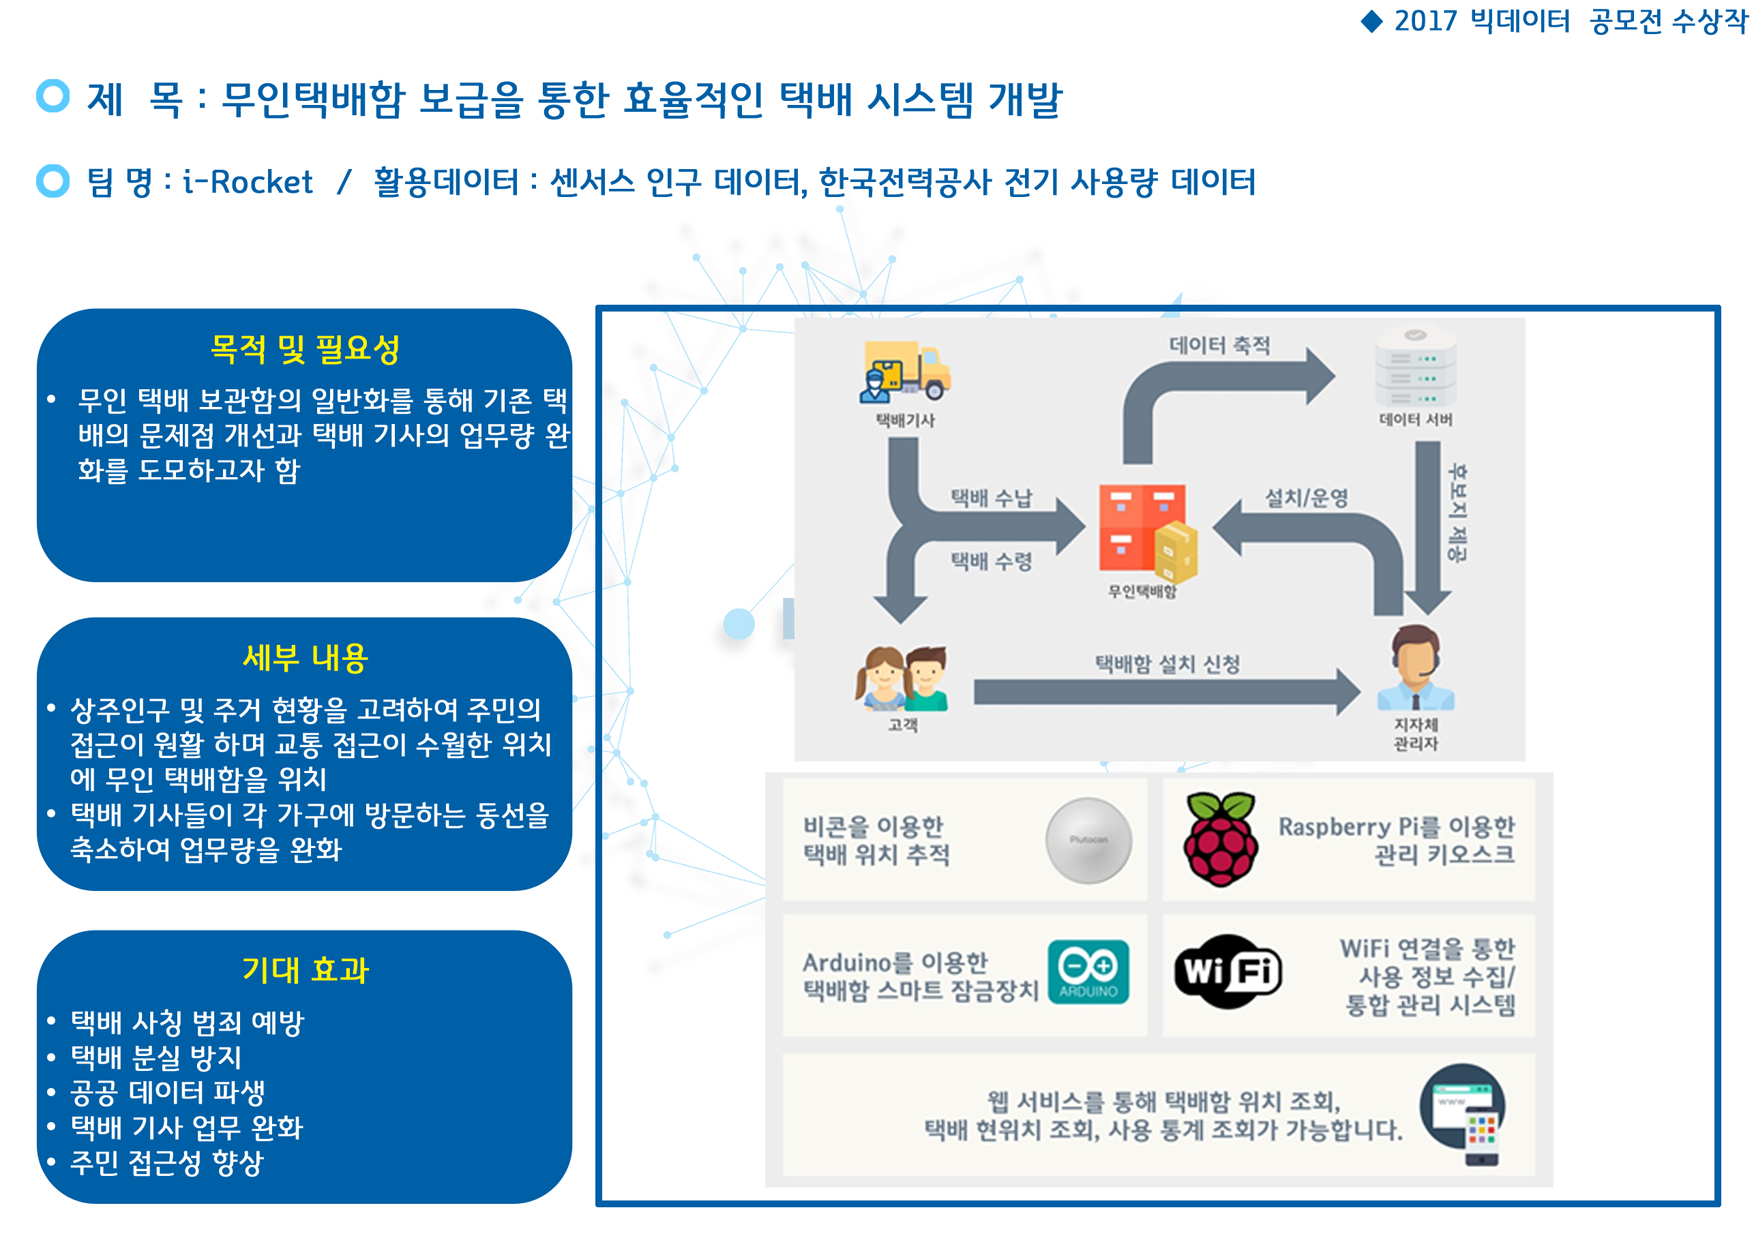 ◆ 2017 빅데이터 공모전 수상작
제 목 : 무인택배함 보급을 통한 효율적인 택배 시스템 개발
팀 명 : i-Rocket / 활용데이터 : 센서스 인구 데이터, 한국전력공사 전기 사용량 데이터
목적 및 필요성
• 무인 택배 보관함의 일반화를 통해 기존 택
배의 문제점 개선과 택배 기사의 업무량 완
화를 도모하고자 함
세부 내용
• 상주인구 및 주거 현황을 고려하여 주민의
접근이 원활 하며 교통 접근이 수월한 위치
에 무인 택배함을 위치
• 택배 기사들이 각 가구에 방문하는 동선을
축소하여 업무량을 완화
기대 효과
• 택배 사칭 범죄 예방
• 택배 분실 방지
• 공공 데이터 파생
• 택배 기사 업무 완화
• 주민 접근성 향상
데이터 축적
택배기사
데이터 서버
택배 수납
설치/운영
후보지 제공
택배 수령
무인택배함
택배함 설치 신청
고객
지자체
관리자
비콘을 이용한
택배 위치 추적
Plutocon
Raspberry Pi를 이용한
관리 키오스크
Arduino를 이용한
택배함 스마트 잠금장치
ARDUINO
Wi Fi
WiFi 연결을 통한
사용 정보 수집/
통합 관리 시스템
웹 서비스를 통해 택배함 위치 조회,
택배 현위치 조회, 사용 통계 조회가 가능합니다.
www